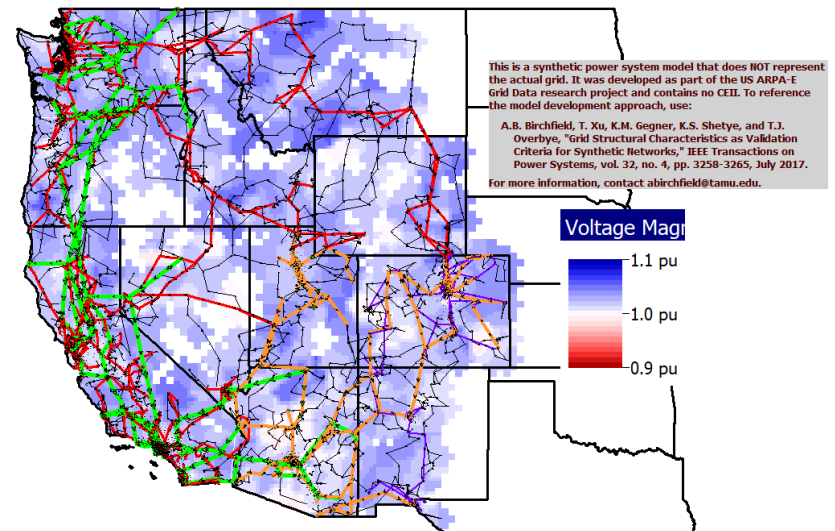 This is a synthetic power system model that does NOT represent
the actual grid. It was developed as part of the US ARPA-E
Grid Data research project and contains no CEII. To reference
the model development approach, use:
A.B. Birchfield, T. Xu, K.M. Gegner, K.S. Shetye, and T.J.
Overbye, "Grid Structural Characteristics as Validation
Criteria for Synthetic Networks," IEEE Transactions on
Power Systems, vol. 32, no. 4, pp. 3258-3265, July 2017.
For more information, contact abirchfield@tamu.edu.
Voltage Magn
1.1 pu
1.0 pu
0.9 pu